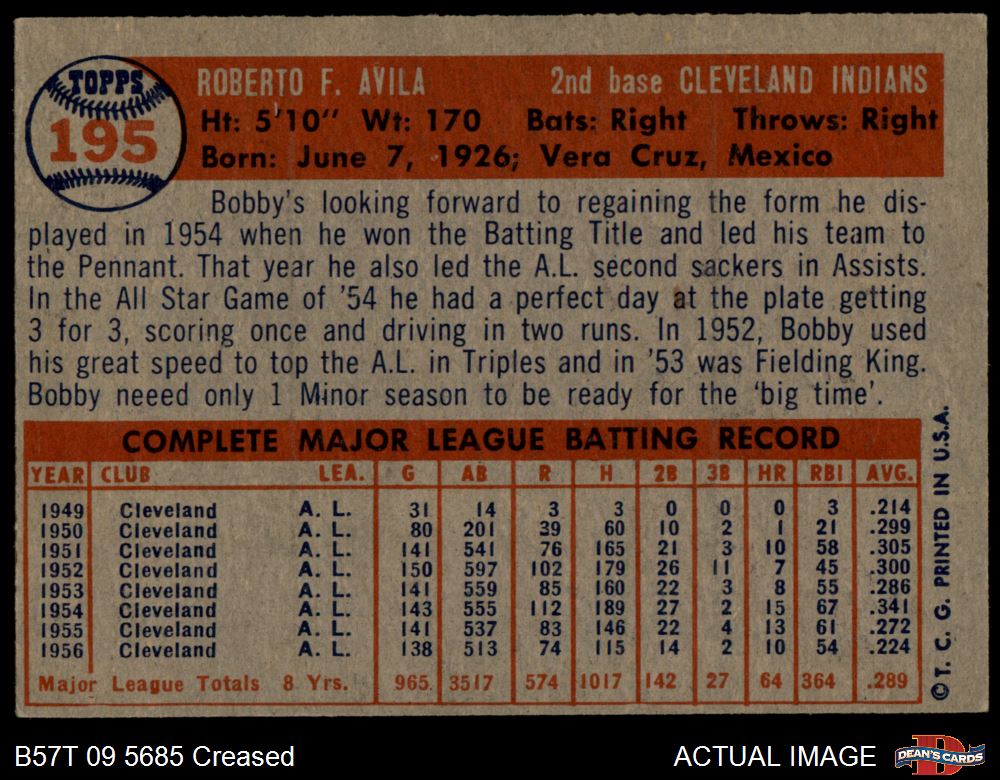 TOPPS
195
ROBERTO F. AVILA 2nd base CLEVELAND INDIANS
Ht: 5'10" Wt: 170 Bats: Right Throws: Right
Born: June 7, 1926; Vera Cruz, Mexico
Bobby's looking forward to regaining the form he dis-
played in 1954 when he won the Batting Title and led his team to
the Pennant. That year he also led the A.L. second sackers in Assists.
In the All Star Game of '54 he had a perfect day at the plate getting
3 for 3, scoring once and driving in two runs. In 1952, Bobby used
his great speed to top the A.L. in Triples and in '53 was Fielding King.
Bobby neeed only 1 Minor season to be ready for the 'big time'.
COMPLETE MAJOR LEAGUE BATTING RECORD
YEAR CLUB LEA. G AB R H 2B 3B HR RBI AVG.
1949 Cleveland A. L. 31 14 3 3 0 0 0 3 .214
1950 Cleveland A. L. 80 201 39 60 10 2 1 21 .299
1951 Cleveland A. L. 141 541 76 165 21 3 10 58 .305
1952 Cleveland A. L. 150 597 102 179 26 11 7 45 .300
1953 Cleveland A. L. 141 559 85 160 22 3 8 55 .286
1954 Cleveland A. L. 143 555 112 189 27 2 15 67 .341
1955 Cleveland A. L. 141 537 83 146 22 4 13 61 .272
1956 Cleveland A. L. 138 513 74 115 14 2 10 54 .224
Major League Totals 8 Yrs. 965 3517 574 1017 142 27 64 364 .289
© T. C. G. PRINTED IN U.S.A.
B57T 09 5685 Creased
ACTUAL IMAGE
D
DEAN'S CARDS